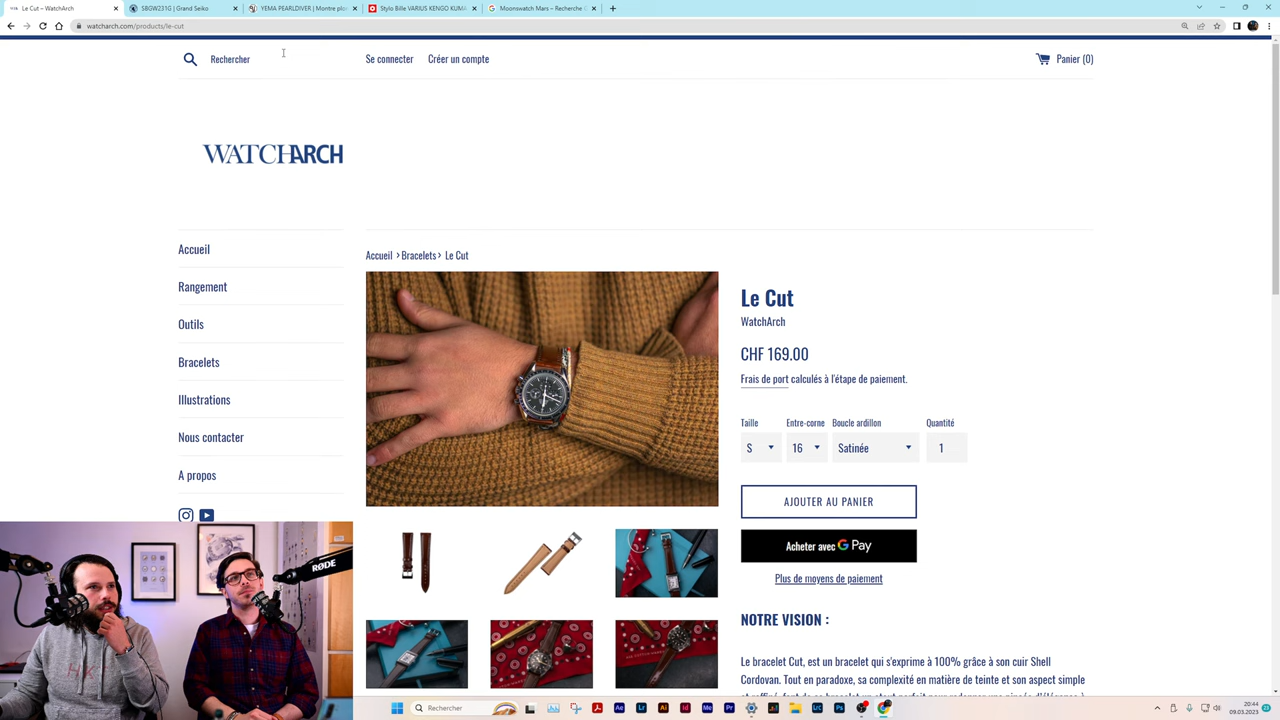 Le Cut – WatchArch
SBGW231G | Grand Seiko
YEMA PEARLDIVER | Montre plon
Stylo Bille VARIUS KENGO KUMA
Moonswatch Mars – Recherche G
watcharch.com/products/le-cut
Rechercher
Se connecter
Créer un compte
Panier (0)
WATCHARCH
Accueil
Rangement
Outils
Bracelets
Illustrations
Nous contacter
A propos
Accueil › Bracelets › Le Cut
Le Cut
WatchArch
CHF 169.00
Frais de port calculés à l'étape de paiement.
Taille Entre-corne Boucle ardillon Quantité
S 16 Satinée 1
AJOUTER AU PANIER
Acheter avec G Pay
Plus de moyens de paiement
NOTRE VISION :
Le bracelet Cut, est un bracelet qui s'exprime à 100% grâce à son cuir Shell
Cordovan. Tout en paradoxe, sa complexité en matière de teinte et son aspect simple
RØDE
Rechercher
20:44
09.03.2023